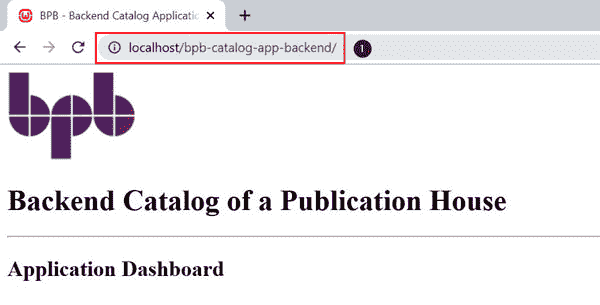 BPB - Backend Catalog Applicatio
localhost/bpb-catalog-app-backend/
1
bpb
Backend Catalog of a Publication House
Application Dashboard